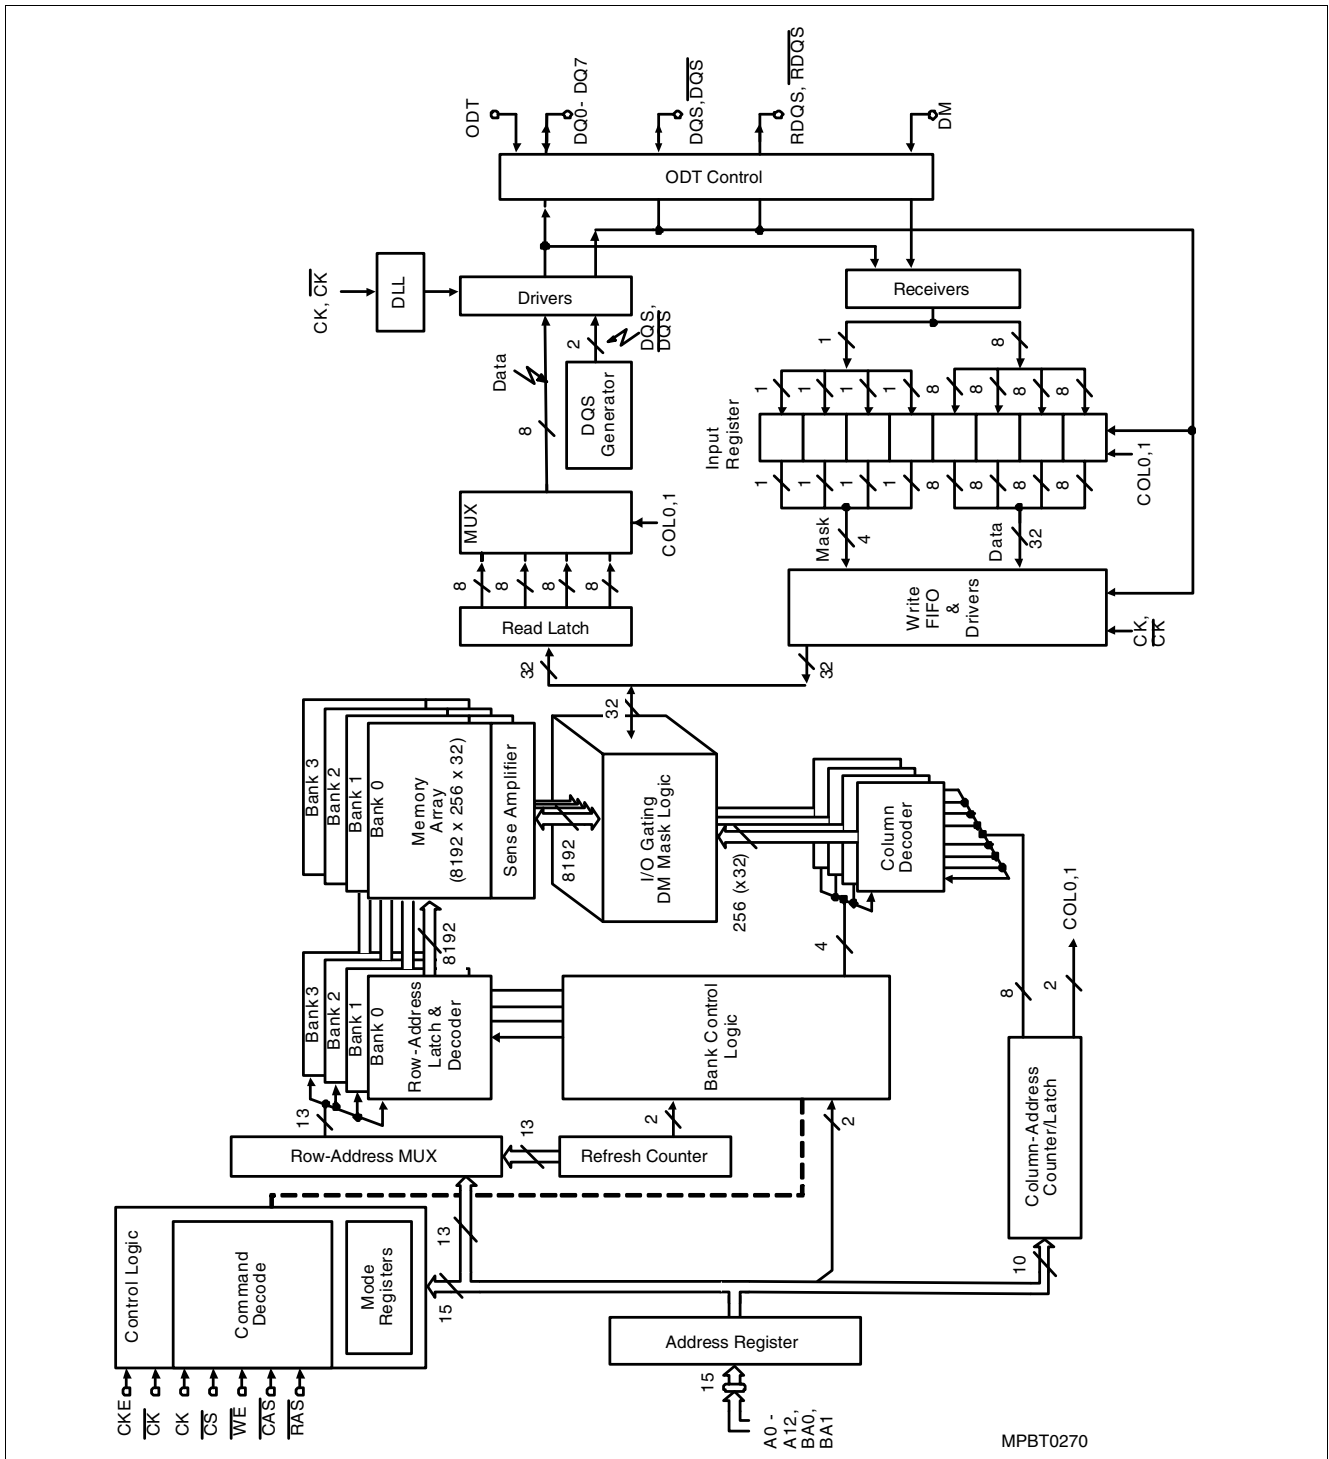 ODT
DQ0- DQ7
DQS,DQS
RDQS, RDQS
DM
ODT Control
CK, CK
DLL
Drivers
Receivers
DQS,
DQS
2
Data
DQS
Generator
8
1
8
1
1
1
1
8
8
8
8
Input
Register
1
1
1
1
8
8
8
8
COL0,1
MUX
COL0,1
Mask
4
Data
32
8
8
8
8
Read Latch
Write
FIFO
&
Drivers
CK,
CK
32
32
32
Bank 3
Bank 2
Bank 1
Bank 0
Memory
Array
(8192 x 256 x 32)
Sense Amplifier
8192
I/O Gating
DM Mask Logic
256 (x32)
Column
Decoder
8192
4
COL0,1
8
2
Bank 3
Bank 2
Bank 1
Bank 0
Row-Address
Latch &
Decoder
Bank Control
Logic
13
2
2
13
Row-Address MUX
Refresh Counter
Column-Address
Counter/Latch
10
Control Logic
Command
Decode
Mode
Registers
13
15
Address Register
15
CKE
CK
CK
CS
WE
CAS
RAS
A0 -
A12,
BA0,
BA1
MPBT0270